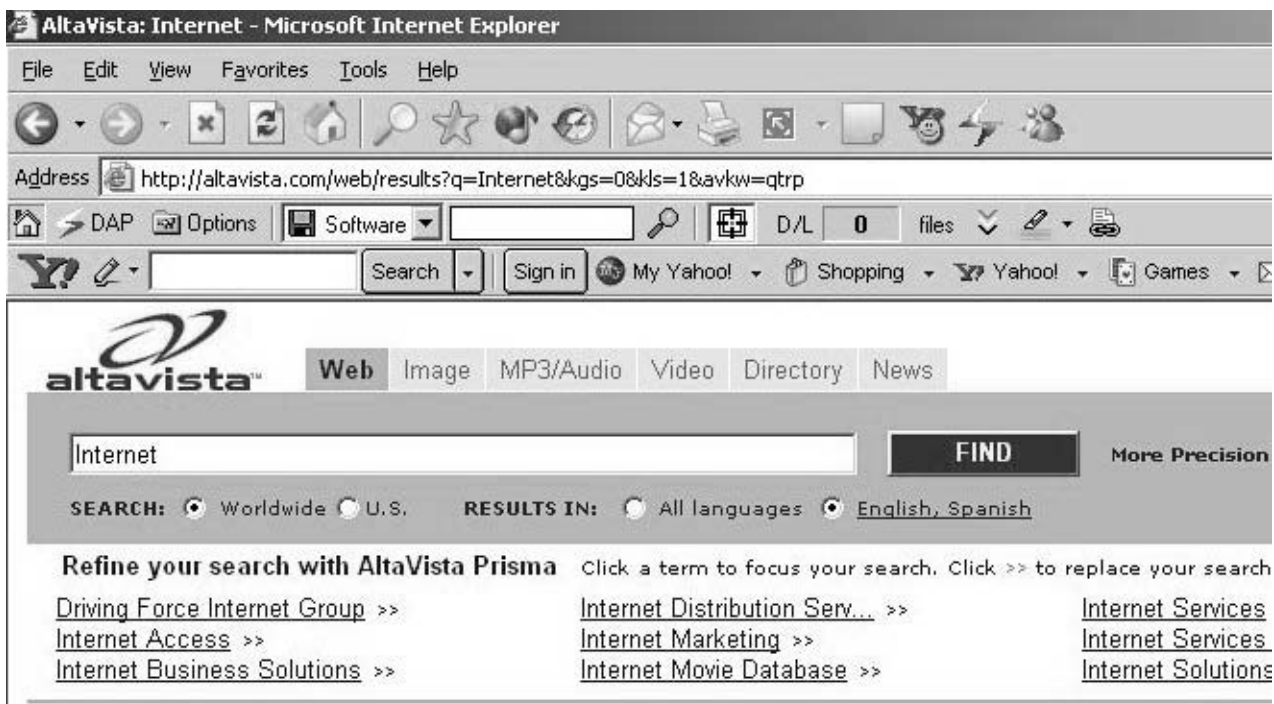 AltaVista: Internet - Microsoft Internet Explorer
File Edit View Favorites Tools Help
Address http://altavista.com/web/results?q=Internet&kgs=0&kls=1&avkw=qtrp
DAP Options Software D/L 0 files
Y! Search Sign in My Yahoo! Shopping Yahoo! Games
altavista™ Web Image MP3/Audio Video Directory News
Internet FIND More Precision
SEARCH: Worldwide U.S. RESULTS IN: All languages English, Spanish
Refine your search with AltaVista Prisma Click a term to focus your search. Click >> to replace your search
Driving Force Internet Group >> Internet Distribution Serv... >> Internet Services
Internet Access >> Internet Marketing >> Internet Services
Internet Business Solutions >> Internet Movie Database >> Internet Solutions